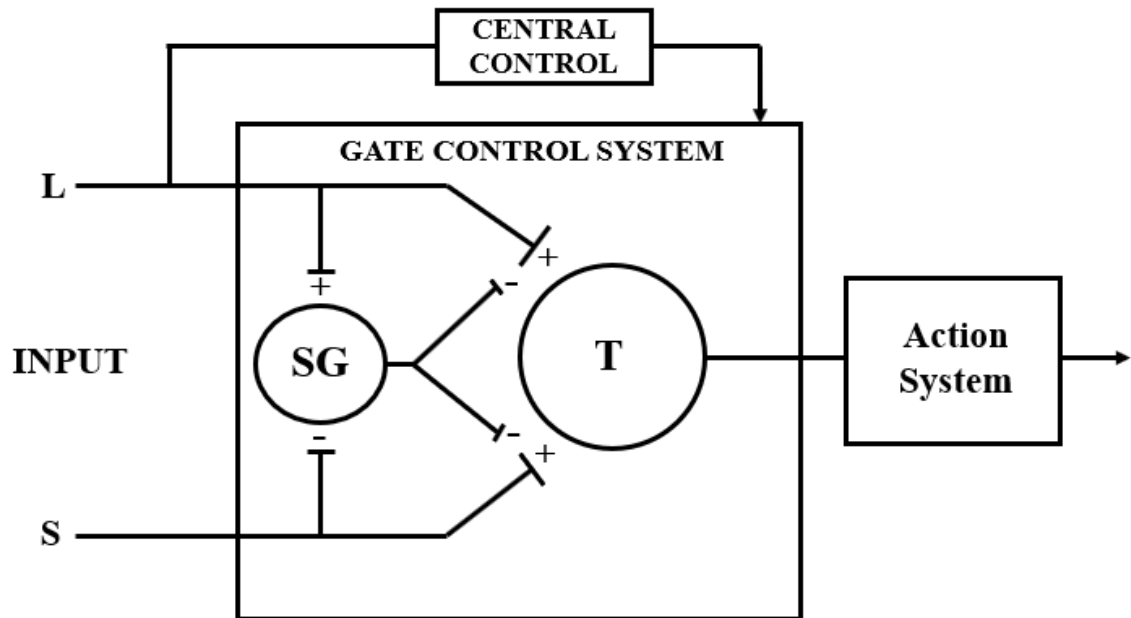 CENTRAL
CONTROL
GATE CONTROL SYSTEM
L
+
-
+
SG
T
INPUT
Action
System
-
-
+
S